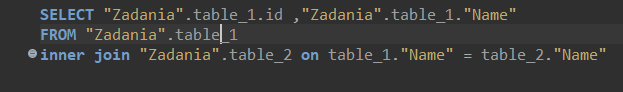 SELECT "Zadania".table_1.id ,"Zadania".table_1."Name"
FROM "Zadania".table_1
inner join "Zadania".table_2 on table_1."Name" = table_2."Name"